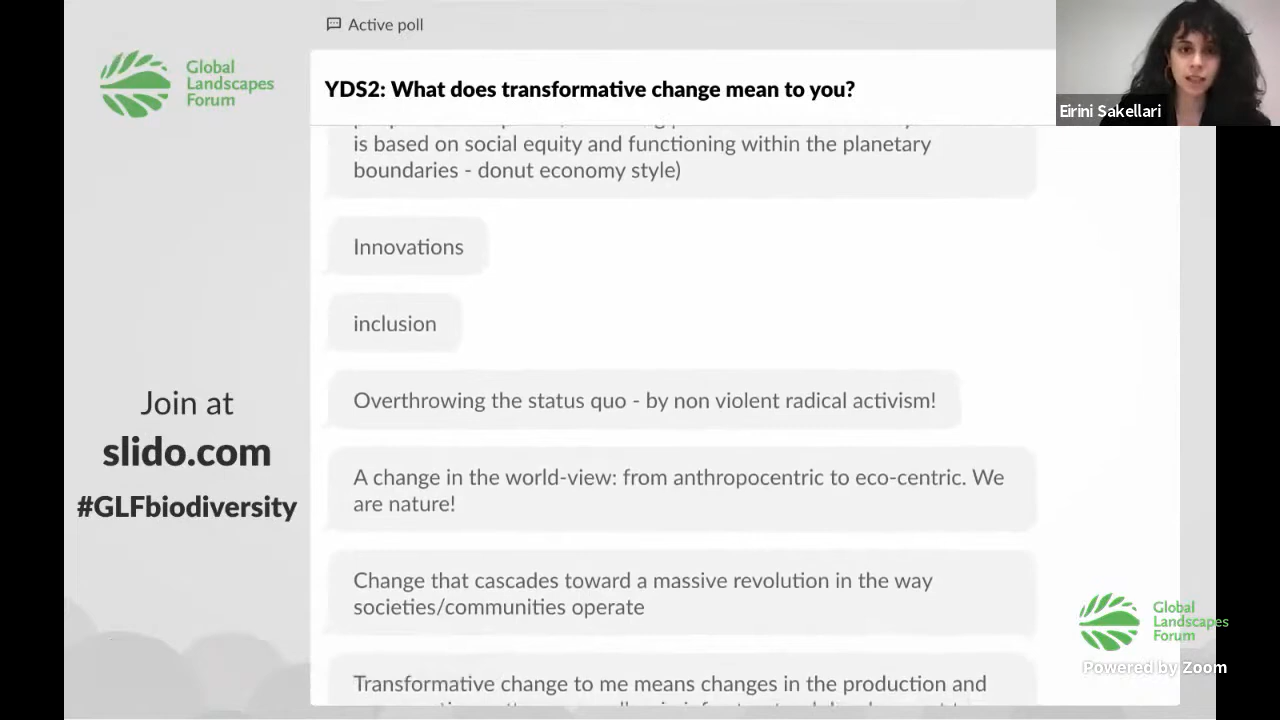 Active poll
Global
Landscapes
Forum
YDS2: What does transformative change mean to you?
Eirini Sakellari
is based on social equity and functioning within the planetary
boundaries - donut economy style)
Innovations
inclusion
Overthrowing the status quo - by non violent radical activism!
A change in the world-view: from anthropocentric to eco-centric. We
are nature!
Change that cascades toward a massive revolution in the way
societies/communities operate
Transformative change to me means changes in the production and
Join at
slido.com
#GLFbiodiversity
Global
Landscapes
Forum
Powered by Zoom